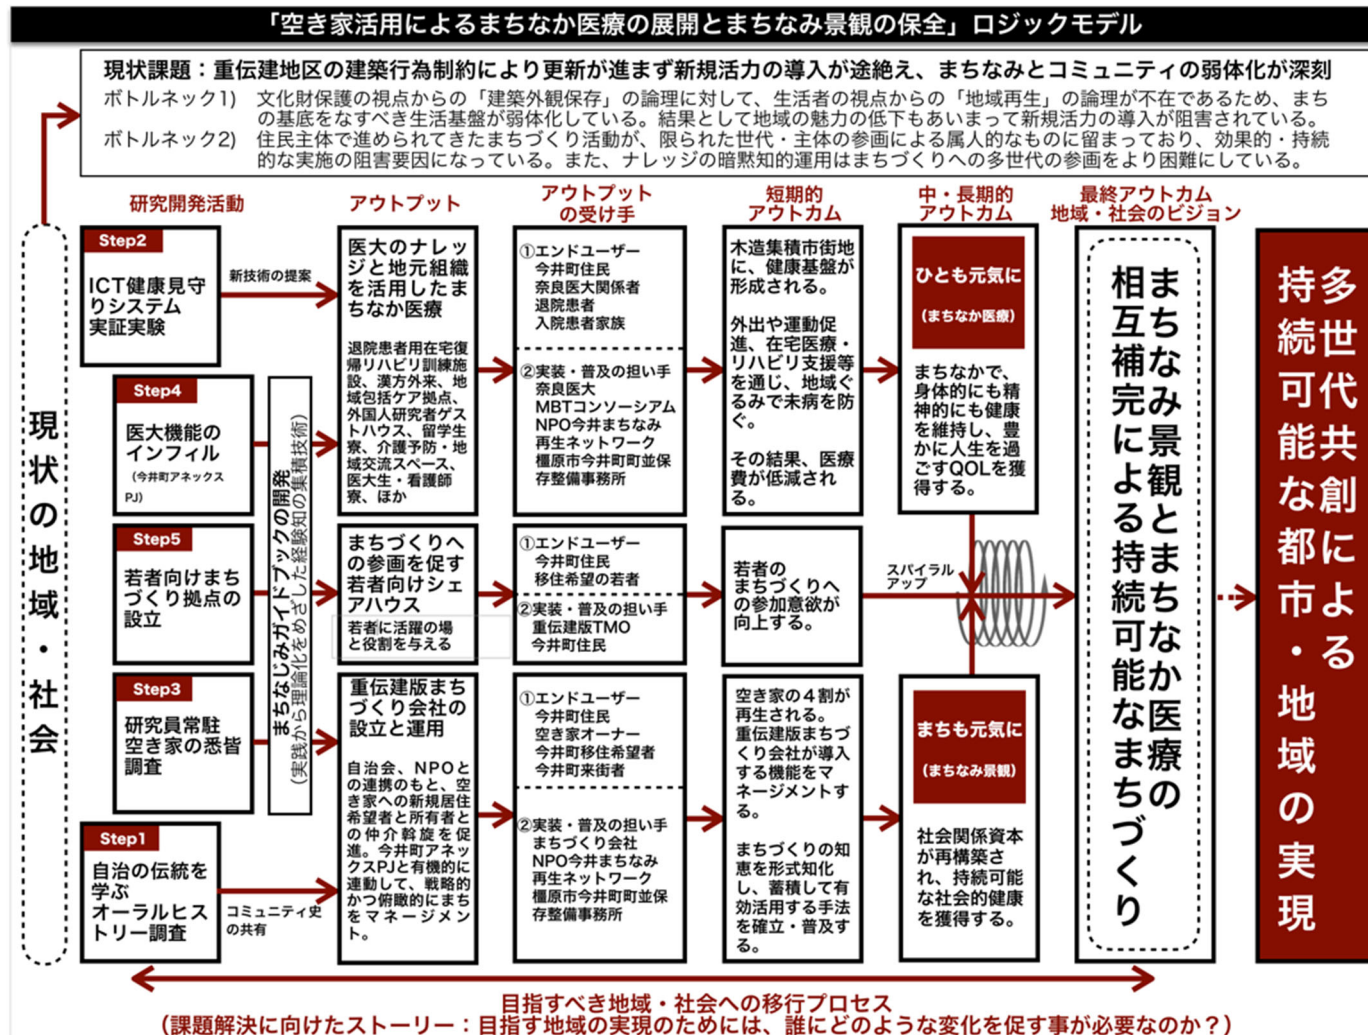 「空き家活用によるまちなか医療の展開とまちなみ景観の保全」ロジックモデル
現状課題：重伝建地区の建築行為制約により更新が進まず新規活力の導入が途絶え、まちなみとコミュニティの弱体化が深刻
ボトルネック1) 文化財保護の視点からの「建築外観保存」の論理に対して、生活者の視点からの「地域再生」の論理が不在であるため、まち
の基底をなすべき生活基盤が弱体化している。結果として地域の魅力の低下もあいまって新規活力の導入が阻害されている。
ボトルネック2) 住民主体で進められてきたまちづくり活動が、限られた世代・主体の参画による属人的なものに留まっており、効果的・持続
的な実施の阻害要因になっている。また、ナレッジの暗黙知的運用はまちづくりへの多世代の参画をより困難にしている。
現状の地域・社会
研究開発活動
Step2
ICT健康見守
りシステム
実証実験
新技術の提案
Step4
医大機能の
インフィル
（今井町アネックス
PJ）
Step5
若者向けまち
づくり拠点の
設立
Step3
研究員常駐
空き家の悉皆
調査
Step1
自治の伝統を
学ぶ
オーラルヒス
トリー調査
コミュニティ史
の共有
まちなじみガイドブックの開発
（実践から理論化をめざした経験知の集積技術）
アウトプット
医大のナレッ
ジと地元組織
を活用したま
ちなか医療
退院患者用在宅復
帰リハビリ訓練施
設、漢方外来、地
域包括ケア拠点、
外国人研究者ゲス
トハウス、留学生
寮、介護予防・地
域交流スペース、
医大生・看護師
寮、ほか
まちづくりへ
の参画を促す
若者向けシェ
アハウス
若者に活躍の場
と役割を与える
重伝建版まち
づくり会社の
設立と運用
自治会、NPOと
の連携のもと、空
き家への新規居住
希望者と所有者と
の仲介斡旋を促
進。今井町アネッ
クスPJと有機的に
連動して、戦略的
かつ俯瞰的にまち
をマネージメン
ト。
アウトプット
の受け手
①エンドユーザー
今井町住民
奈良医大関係者
退院患者
入院患者家族
②実装・普及の担い手
奈良医大
MBTコンソーシアム
NPO今井まちなみ
再生ネットワーク
橿原市今井町町並保
存整備事務所
①エンドユーザー
今井町住民
移住希望の若者
②実装・普及の担い手
重伝建版TMO
今井町住民
①エンドユーザー
今井町住民
空き家オーナー
今井町移住希望者
今井町来街者
②実装・普及の担い手
まちづくり会社
NPO今井まちなみ
再生ネットワーク
橿原市今井町町並保
存整備事務所
短期的
アウトカム
木造集積市街地
に、健康基盤が
形成される。
外出や運動促
進、在宅医療・
リハビリ支援等
を通じ、地域ぐ
るみで未病を防
ぐ。
その結果、医療
費が低減され
る。
若者の
まちづくりへ
の参加意欲が
向上する。
空き家の４割が
再生される。
重伝建版まちづ
くり会社が導入
する機能をマ
ネージメントす
る。
まちづくりの知
恵を形式知化
し、蓄積して有
効活用する手法
を確立・普及す
る。
中・長期的
アウトカム
ひとも元気に
（まちなか医療）
まちなかで、
身体的にも精
神的にも健康
を維持し、豊
かに人生を過
ごすQOLを獲
得する。
スパイラル
アップ
まちも元気に
（まちなみ景観）
社会関係資本
が再構築さ
れ、持続可能
な社会的健康
を獲得する。
最終アウトカム
地域・社会のビジョン
まちなみ景観とまちなか医療の
相互補完による持続可能なまちづくり
多世代共創による
持続可能な都市・地域の実現
目指すべき地域・社会への移行プロセス
（課題解決に向けたストーリー：目指す地域の実現のためには、誰にどのような変化を促す事が必要なのか？）